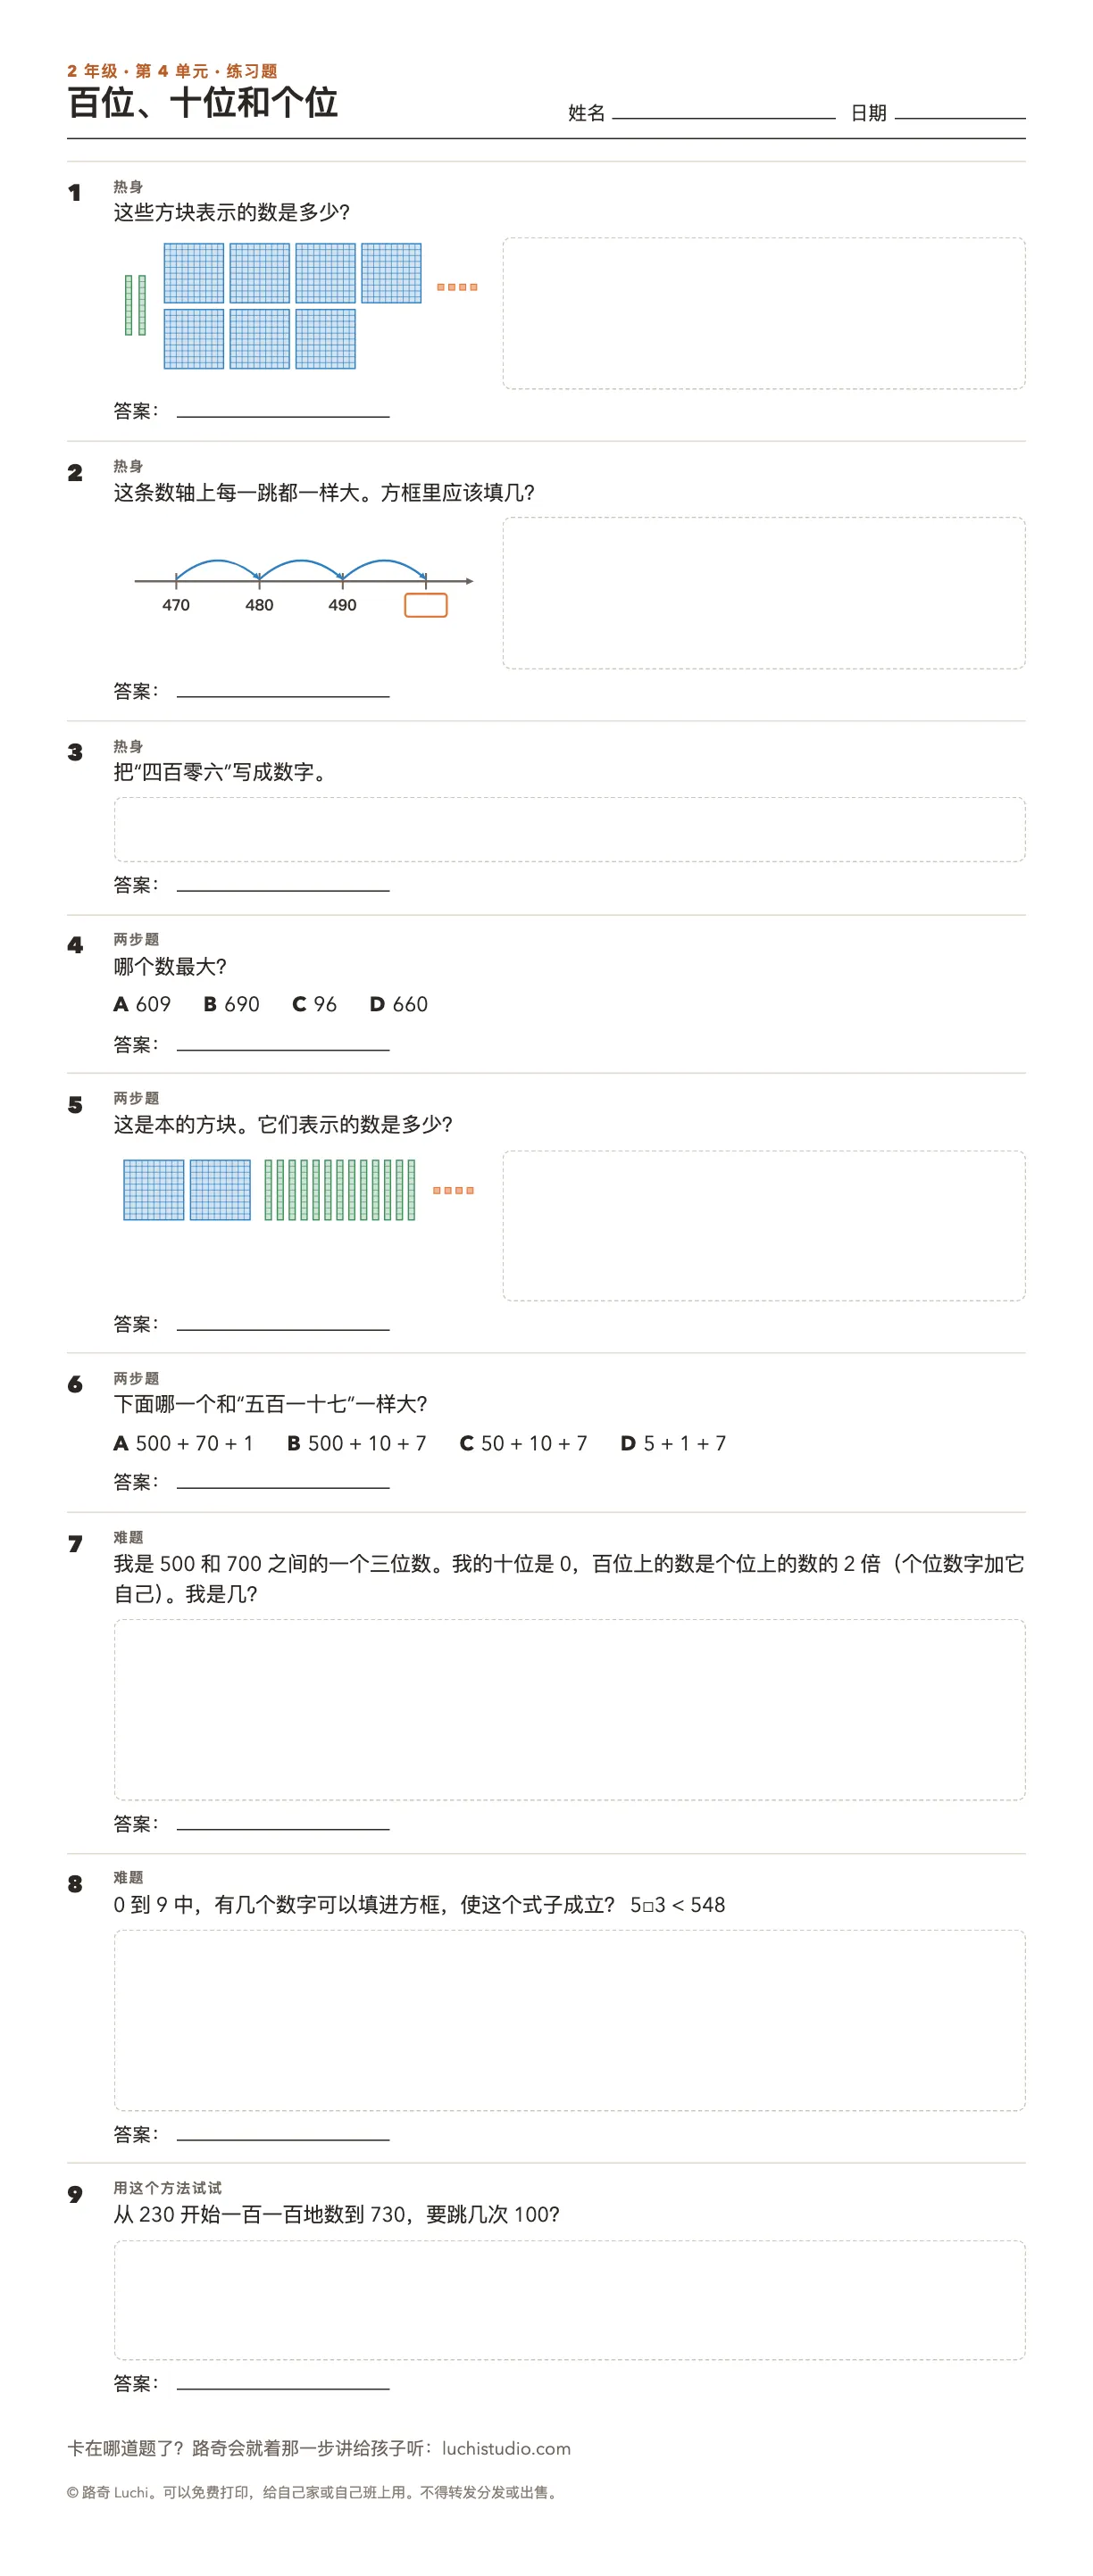 2 年级 · 第 4 单元 · 练习题
百位、十位和个位
姓名 日期
1 热身
这些方块表示的数是多少？
答案：
2 热身
这条数轴上每一跳都一样大。方框里应该填几？
470 480 490
答案：
3 热身
把“四百零六”写成数字。
答案：
4 两步题
哪个数最大？
A 609 B 690 C 96 D 660
答案：
5 两步题
这是本的方块。它们表示的数是多少？
答案：
6 两步题
下面哪一个和“五百一十七”一样大？
A 500 + 70 + 1 B 500 + 10 + 7 C 50 + 10 + 7 D 5 + 1 + 7
答案：
7 难题
我是 500 和 700 之间的一个三位数。我的十位是 0，百位上的数是个位上的数的 2 倍（个位数字加它
自己）。我是几？
答案：
8 难题
0 到 9 中，有几个数字可以填进方框，使这个式子成立？ 5□3 < 548
答案：
9 用这个方法试试
从 230 开始一百一百地数到 730，要跳几次 100？
答案：
卡在哪道题了？路奇会就着那一步讲给孩子听：luchistudio.com
© 路奇 Luchi。可以免费打印，给自己家或自己班上用。不得转发分发或出售。